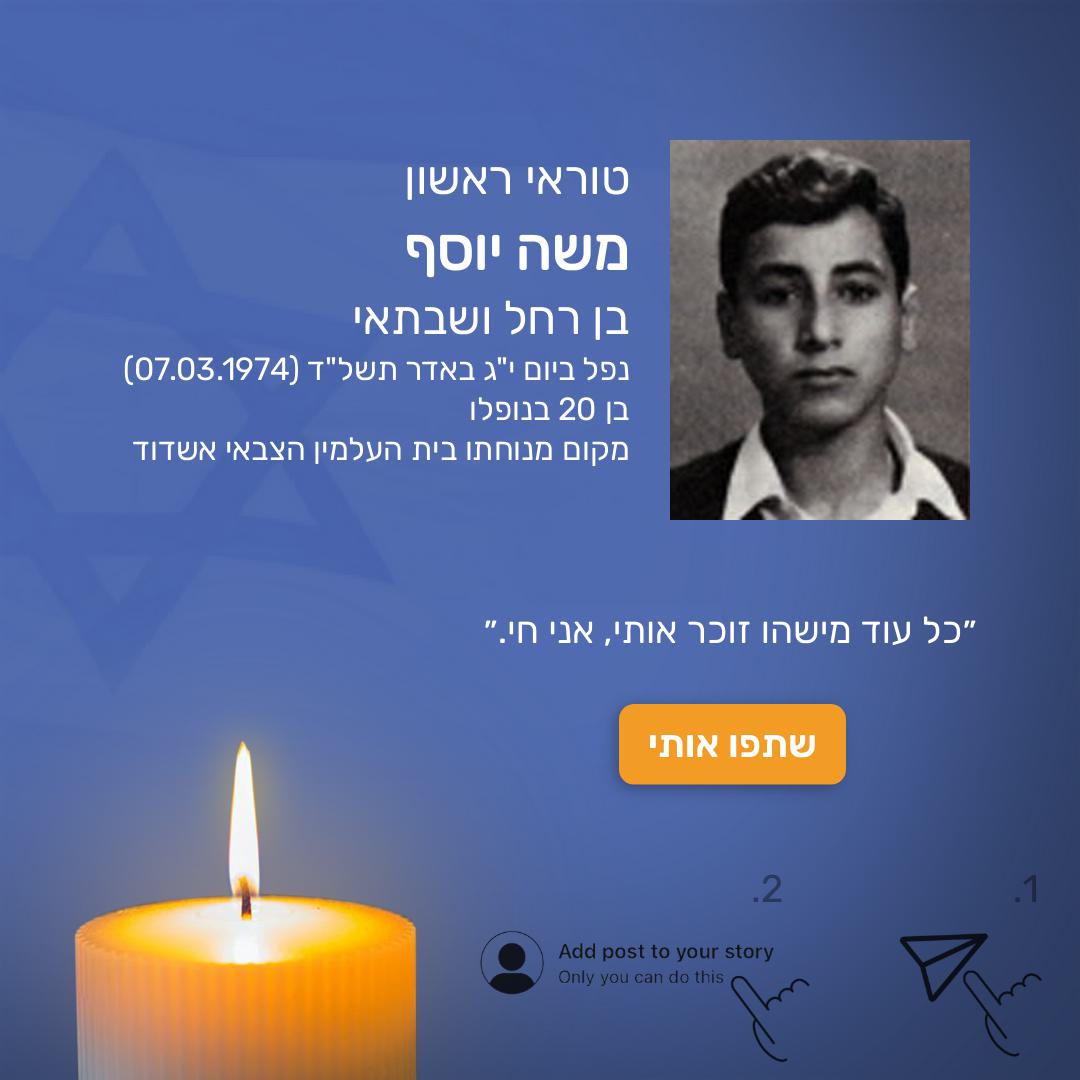 טוראי ראשון
משה יוסף
בן רחל ושבתאי
נפל ביום י"ג באדר תשל"ד (07.03.1974)
בן 20 בנופלו
מקום מנוחתו בית העלמין הצבאי אשדוד
״כל עוד מישהו זוכר אותי, אני חי.״
שתפו אותי
.1
.2
Add post to your story
Only you can do this